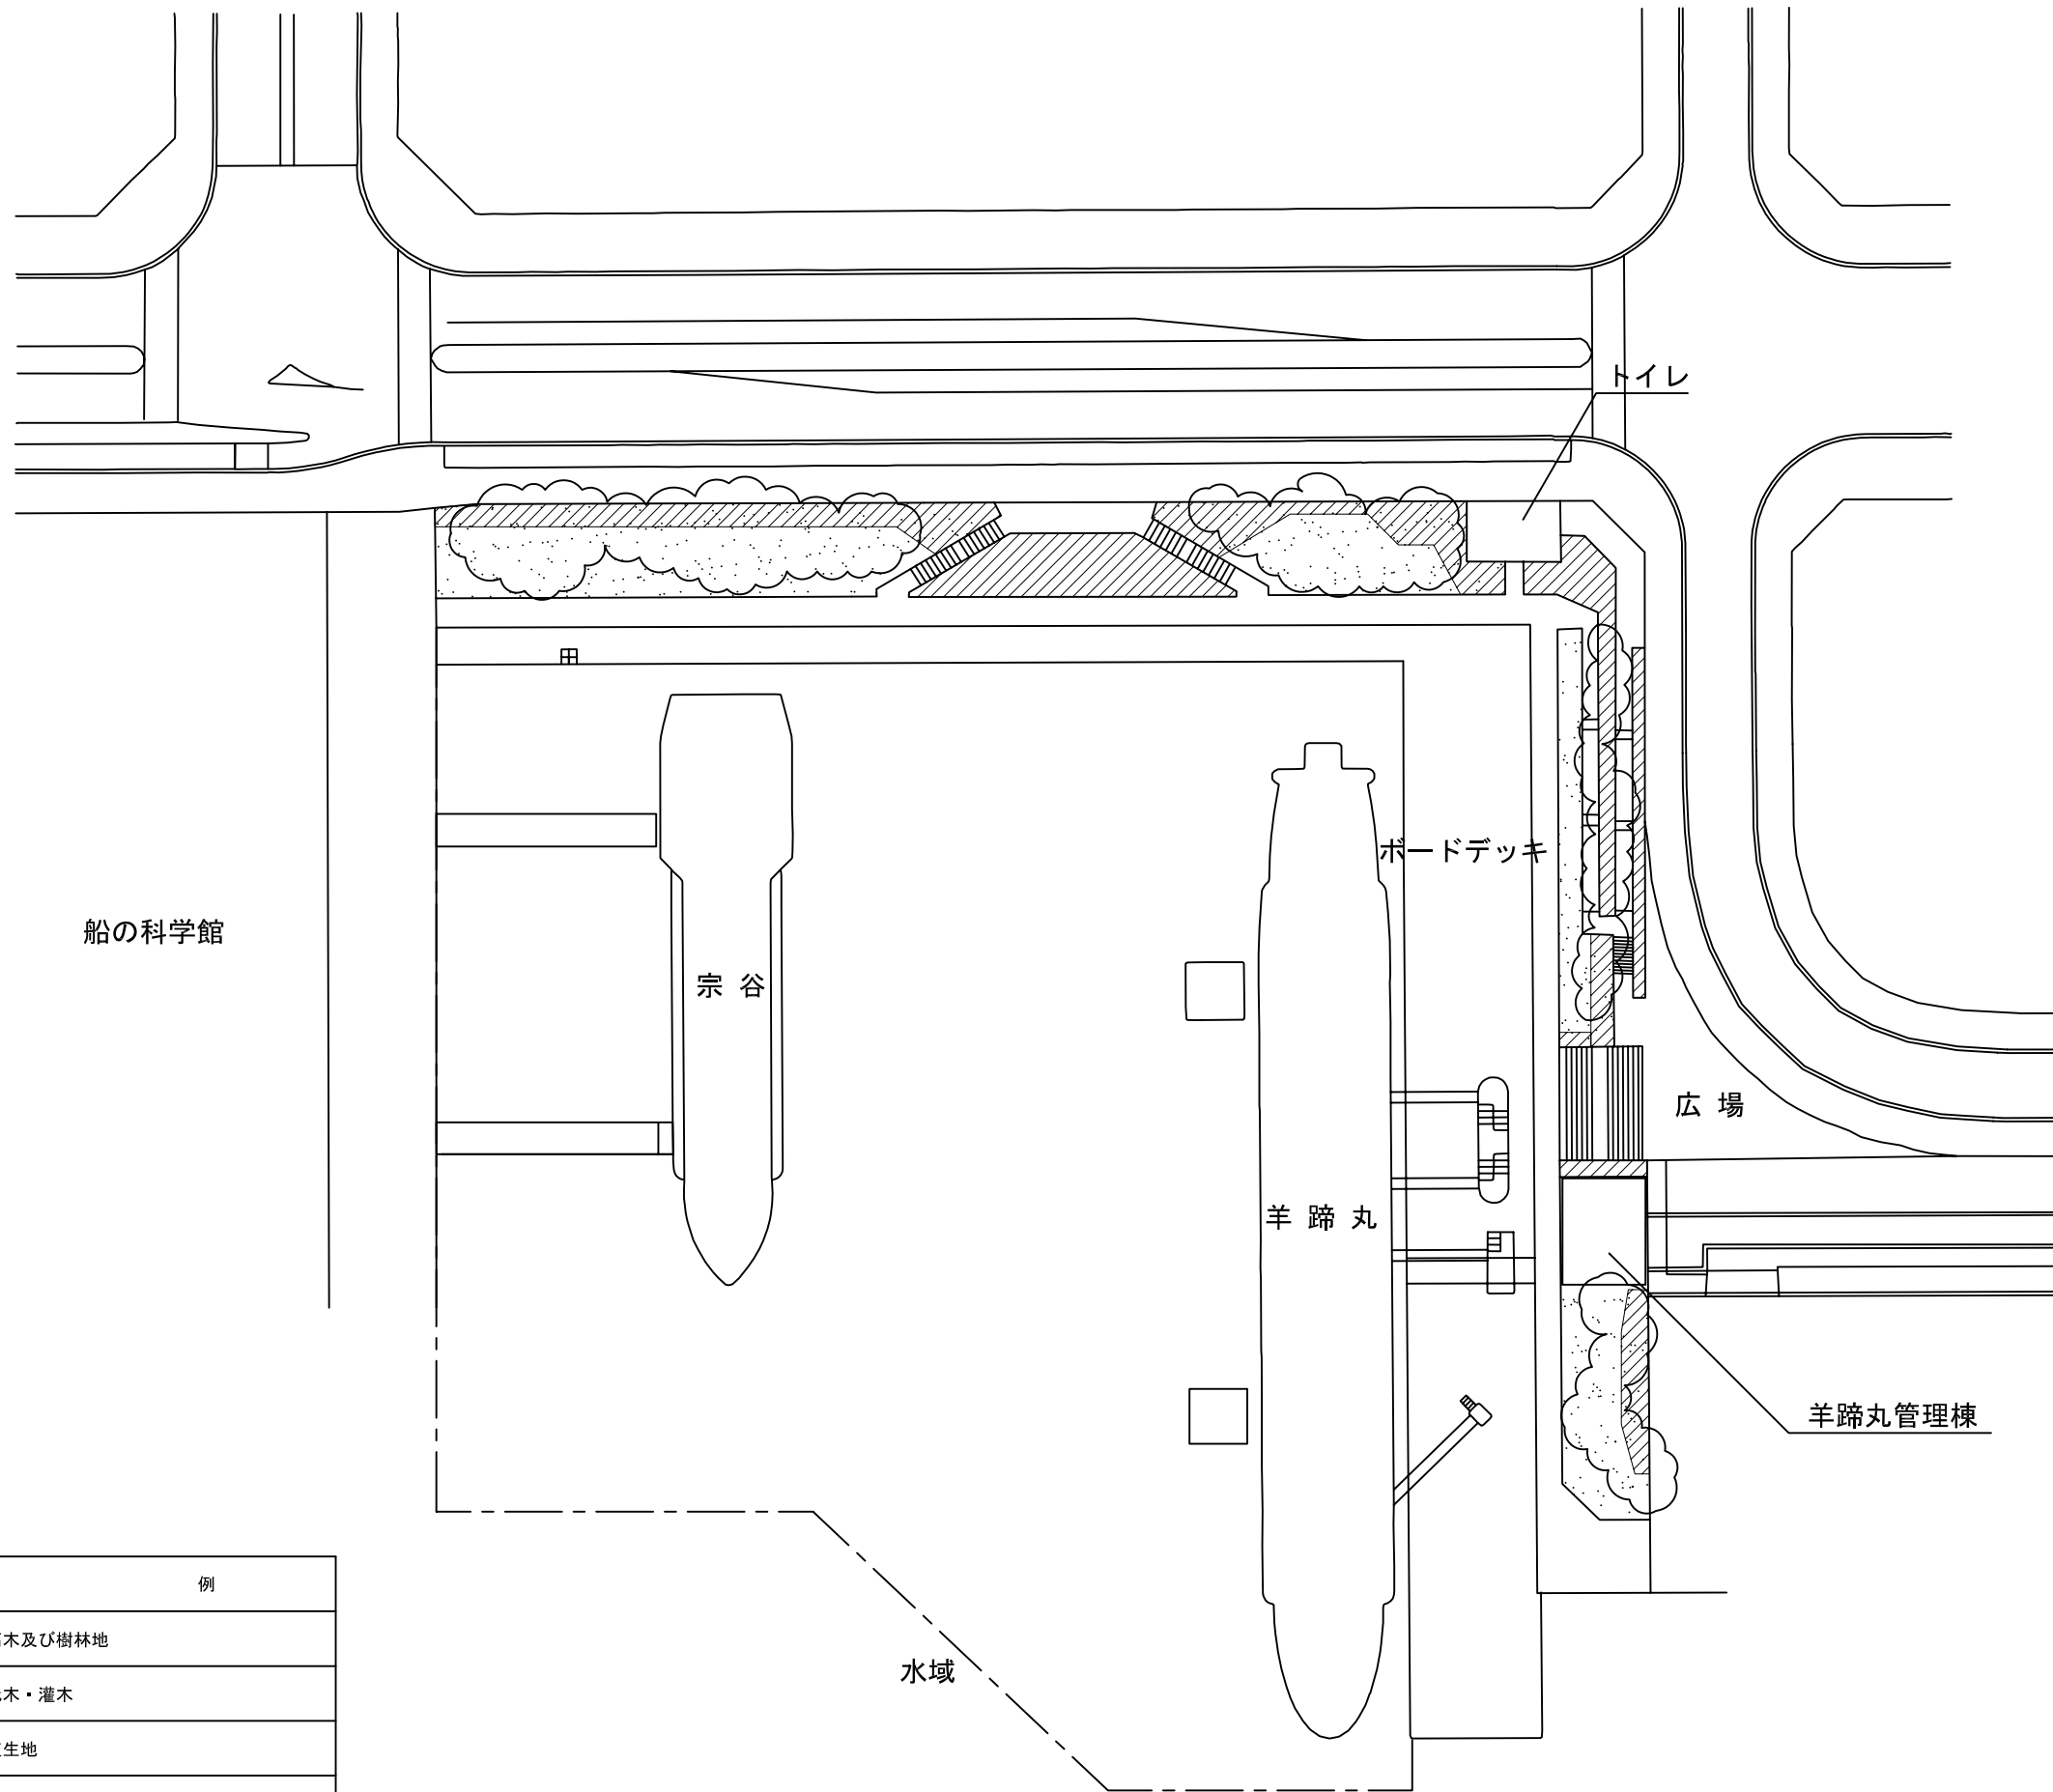 トイレ
ボードデッキ
船の科学館
宗 谷
広 場
羊 蹄 丸
羊蹄丸管理棟
例
木及び樹林地
木・灌木
水域
生地